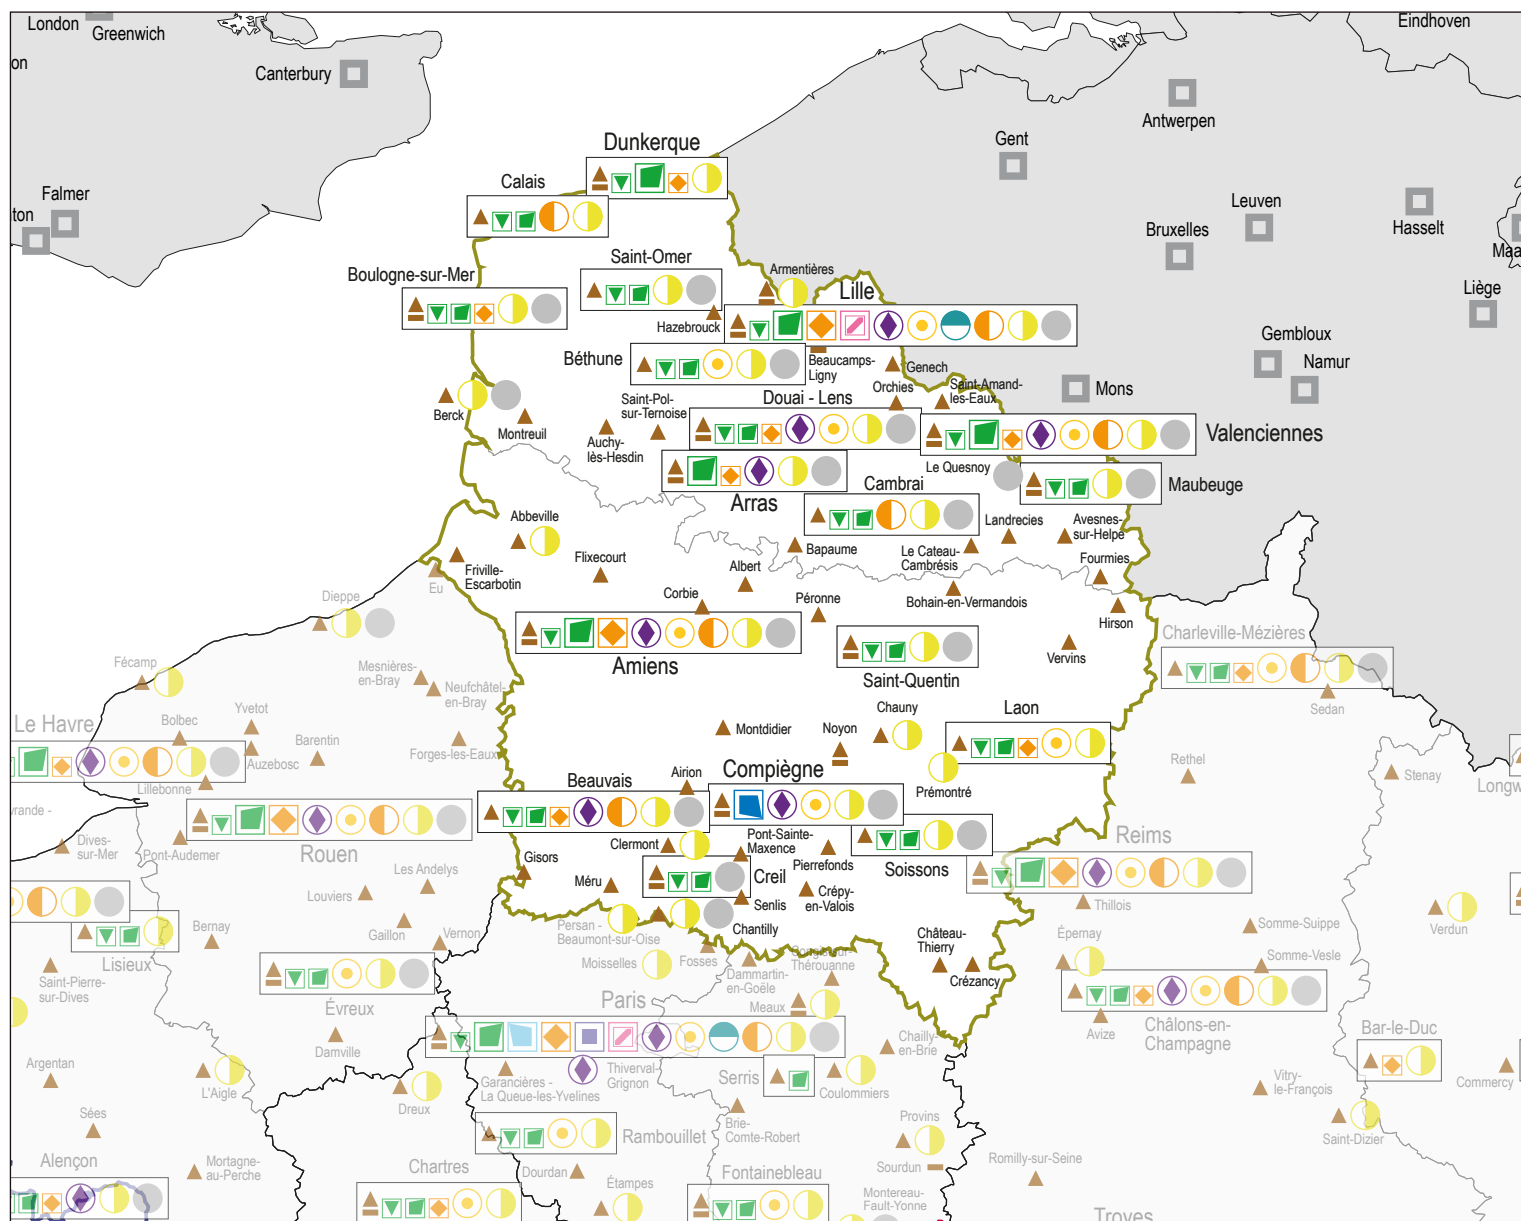 London
Greenwich
Eindhoven
on
Canterbury
Antwerpen
Gent
Dunkerque
Calais
Falmer
ton
Leuven
Hasselt
Bruxelles
Maa
Saint-Omer
Boulogne-sur-Mer
Armentières
Lille
Liège
Hazebrouck
Gembloux
Namur
Béthune
Beaucamps-
Ligny
Genech
Orchies
Saint-Amand-
les-Eaux
Mons
Berck
Montreuil
Saint-Pol-
sur-Ternoise
Auchy-
lès-Hesdin
Douai - Lens
Valenciennes
Le Quesnoy
Maubeuge
Arras
Cambrai
Abbeville
Landrecies
Avesnes-
sur-Helpe
Bapaume
Le Cateau-
Cambrésis
Fourmies
Friville-
Escarbotin
Flixecourt
Albert
Eu
Dieppe
Corbie
Péronne
Bohain-en-Vermandois
Hirson
Charleville-Mézières
Vervins
Amiens
Saint-Quentin
Fécamp
Mesnières-
en-Bray
Neufchâtel-
en-Bray
Sedan
Le Havre
Bolbec
Yvetot
Barentin
Auzebosc
Forges-les-Eaux
Montdidier
Noyon
Chauny
Laon
Rethel
Stenay
Longw
Lillebonne
Beauvais
Airion
Compiègne
Prémontré
vrande -
Dives-
sur-Mer
Pont-Audemer
Rouen
Reims
Clermont
Pont-Sainte-
Maxence
Pierrefonds
Soissons
Gisors
Les Andelys
Louviers
Méru
Creil
Senlis
Crépy-
en-Valois
Thillois
Verdun
Gaillon
Vernon
Bernay
Lisieux
Persan -
Beaumont-sur-Oise
Chantilly
Château-
Thierry
Crézancy
Épernay
Somme-Suippe
Somme-Vesle
Saint-Pierre-
sur-Dives
Moisselles
Fosses
Dammartin-
en-Goële
Congis-sur-
Thérouanne
Évreux
Paris
Meaux
Châlons-en-
Champagne
Avize
Damville
Chailly-
en-Brie
Bar-le-Duc
Argentan
L'Aigle
Dreux
Garancières -
La Queue-les-Yvelines
Thiverval-
Grignon
Serris
Coulommiers
Vitry-
le-François
Commercy
Sées
Brie-
Comte-Robert
Provins
Saint-Dizier
Rambouillet
Alençon
Mortagne-
au-Perche
Chartres
Dourdan
Étampes
Fontainebleau
Sourdun
Romilly-sur-Seine
Montereau-
Fault-Yonne
Troyes